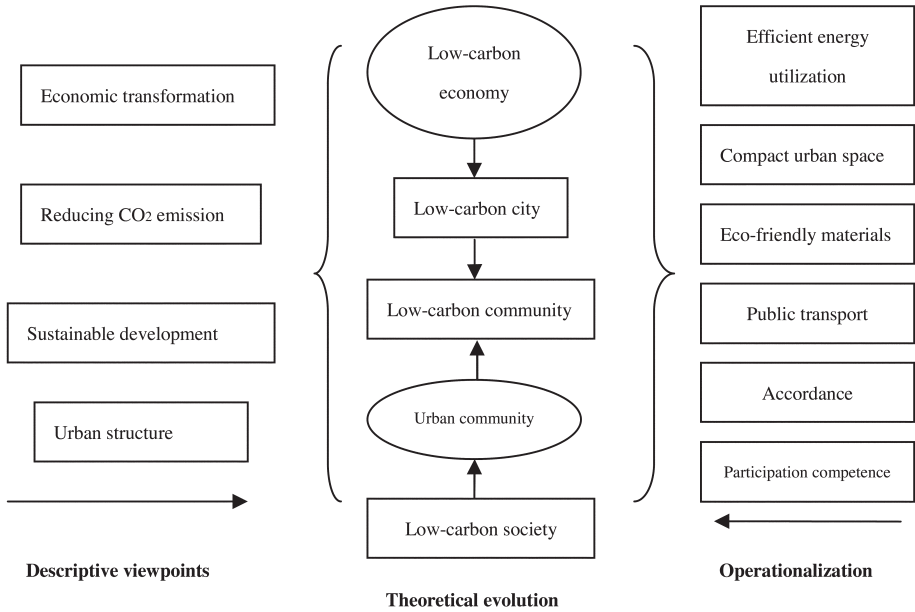 Economic transformation
Reducing CO2 emission
Sustainable development
Urban structure
Descriptive viewpoints
Low-carbon
economy
Low-carbon city
Low-carbon community
Urban community
Low-carbon society
Theoretical evolution
Efficient energy
utilization
Compact urban space
Eco-friendly materials
Public transport
Accordance
Participation competence
Operationalization